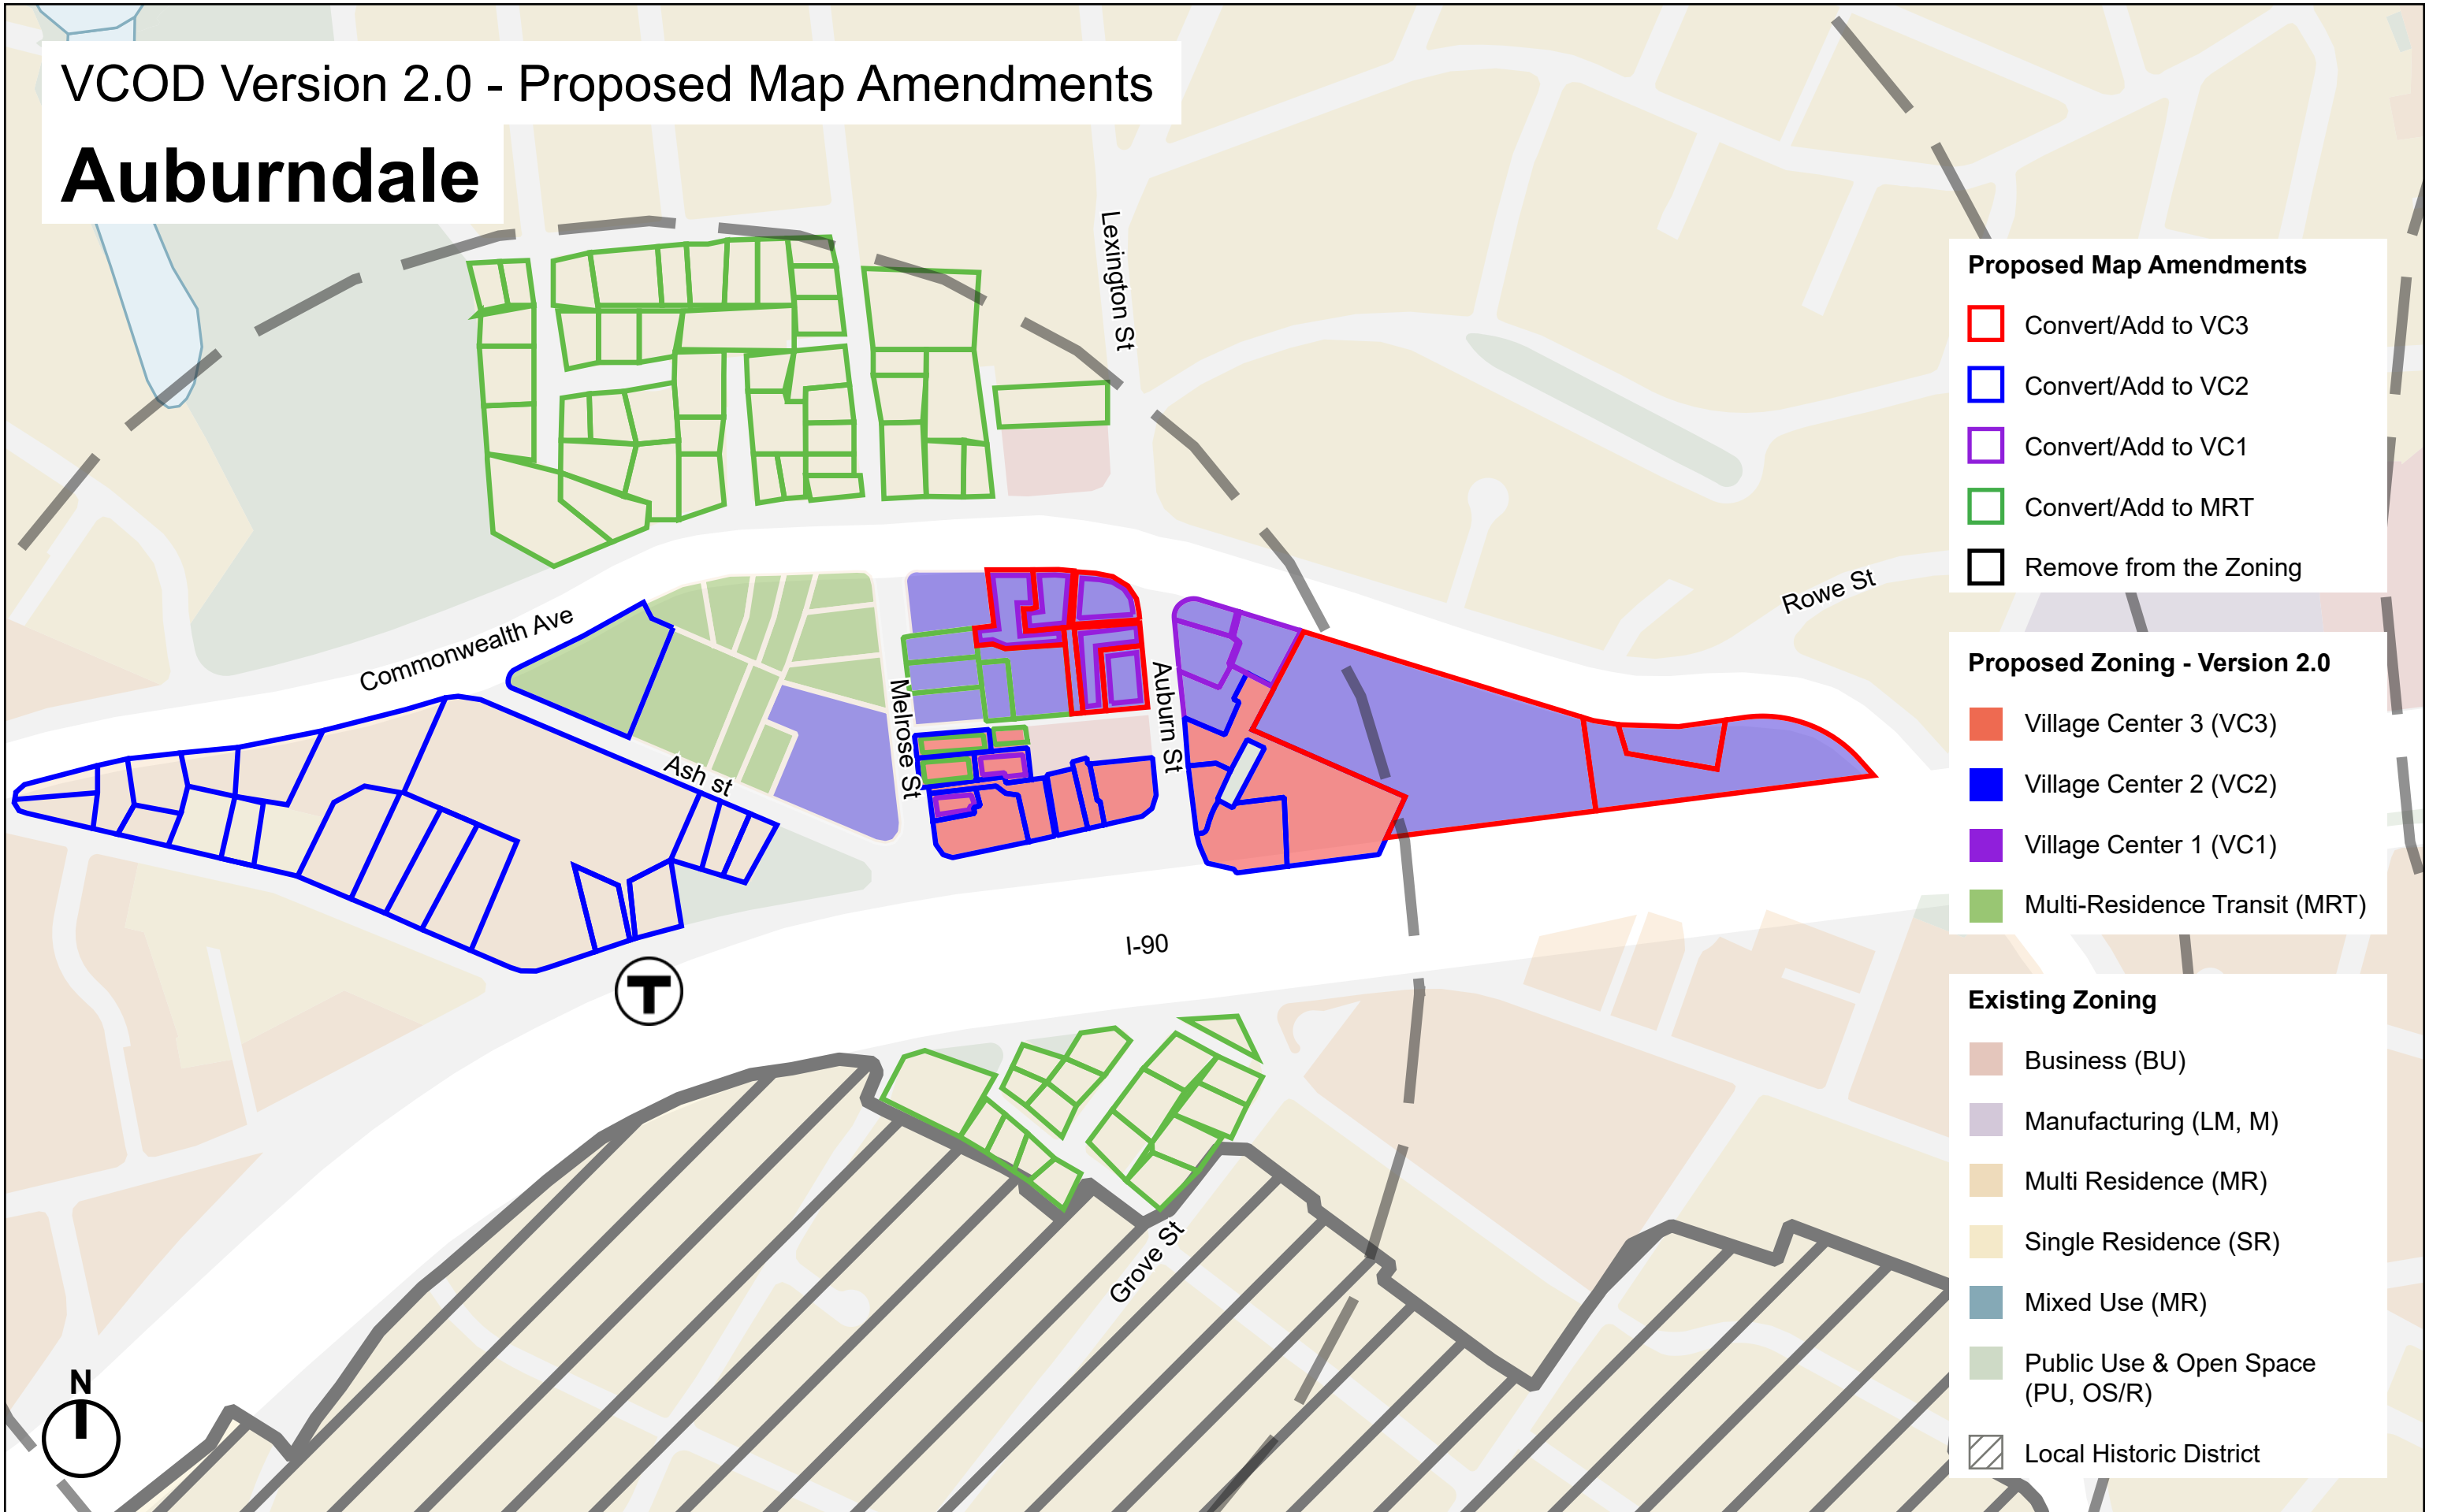 VCOD Version 2.0 - Proposed Map Amendments
Auburndale
Lexington St
Commonwealth Ave
Rowe St
Melrose St
Auburn St
Ash st
I-90
T
Grove St
N
Proposed Map Amendments
Convert/Add to VC3
Convert/Add to VC2
Convert/Add to VC1
Convert/Add to MRT
Remove from the Zoning
Proposed Zoning - Version 2.0
Village Center 3 (VC3)
Village Center 2 (VC2)
Village Center 1 (VC1)
Multi-Residence Transit (MRT)
Existing Zoning
Business (BU)
Manufacturing (LM, M)
Multi Residence (MR)
Single Residence (SR)
Mixed Use (MR)
Public Use & Open Space
(PU, OS/R)
Local Historic District